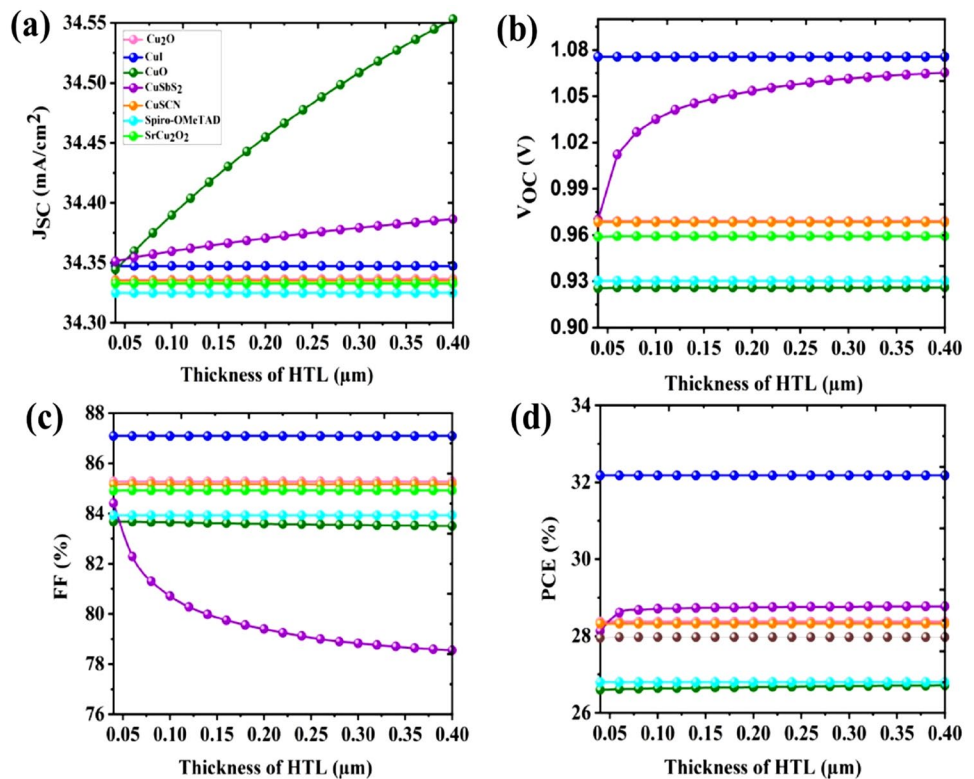 (a)
34.55
34.50
34.45
34.40
34.35
34.30
J_SC (mA/cm²)
Cu₂O
CuI
CuO
CuSbS₂
CuSCN
Spiro-OMeTAD
SrCu₂O₂
0.05 0.10 0.15 0.20 0.25 0.30 0.35 0.40
Thickness of HTL (μm)
(b)
1.08
1.05
1.02
0.99
0.96
0.93
0.90
V_OC (V)
0.05 0.10 0.15 0.20 0.25 0.30 0.35 0.40
Thickness of HTL (μm)
(c)
88
86
84
82
80
78
76
FF (%)
0.05 0.10 0.15 0.20 0.25 0.30 0.35 0.40
Thickness of HTL (μm)
(d)
34
32
30
28
26
PCE (%)
0.05 0.10 0.15 0.20 0.25 0.30 0.35 0.40
Thickness of HTL (μm)